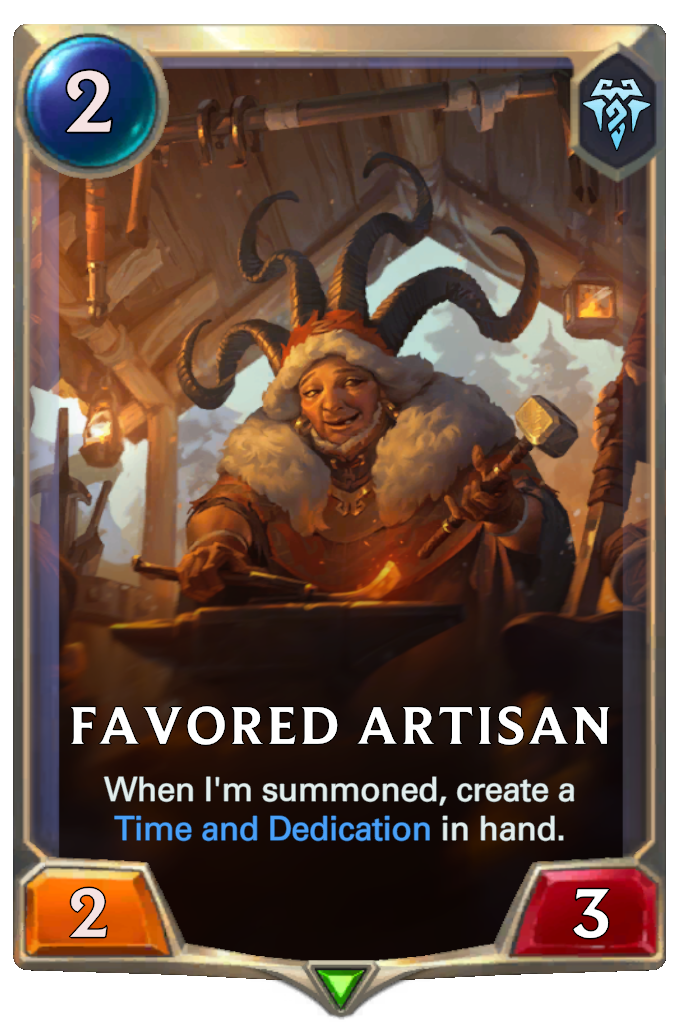 2
FAVORED ARTISAN
When I'm summoned, create a
Time and Dedication in hand.
2
3